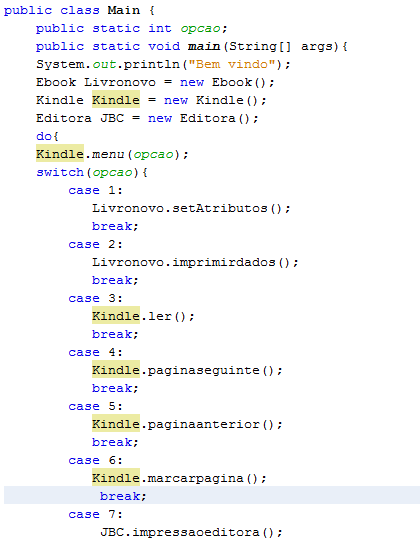 public class Main {
public static int opcao;
public static void main(String[] args){
System.out.println("Bem vindo");
Ebook Livronovo = new Ebook();
Kindle Kindle = new Kindle();
Editora JBC = new Editora();
do{
Kindle.menu(opcao);
switch(opcao){
case 1:
Livronovo.setAtributos();
break;
case 2:
Livronovo.imprimirdados();
break;
case 3:
Kindle.ler();
break;
case 4:
Kindle.paginaseguinte();
break;
case 5:
Kindle.paginaanterior();
break;
case 6:
Kindle.marcarpagina();
break;
case 7:
JBC.impressaoeditora();